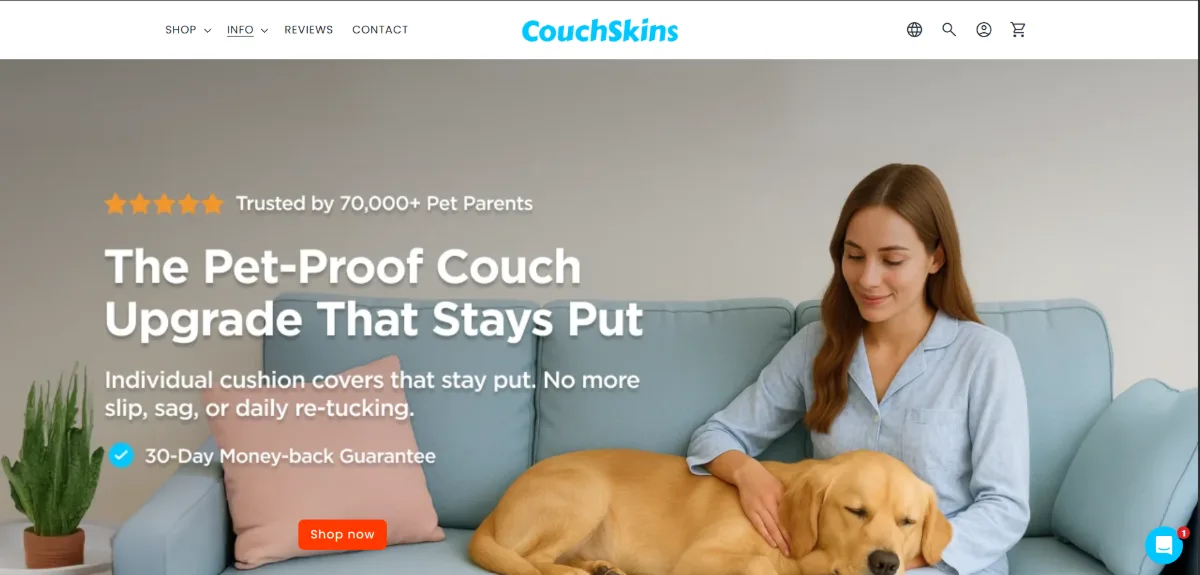 SHOP
INFO
REVIEWS
CONTACT
CouchSkins
Trusted by 70,000+ Pet Parents
The Pet-Proof Couch
Upgrade That Stays Put
Individual cushion covers that stay put. No more
slip, sag, or daily re-tucking.
30-Day Money-back Guarantee
Shop now
1